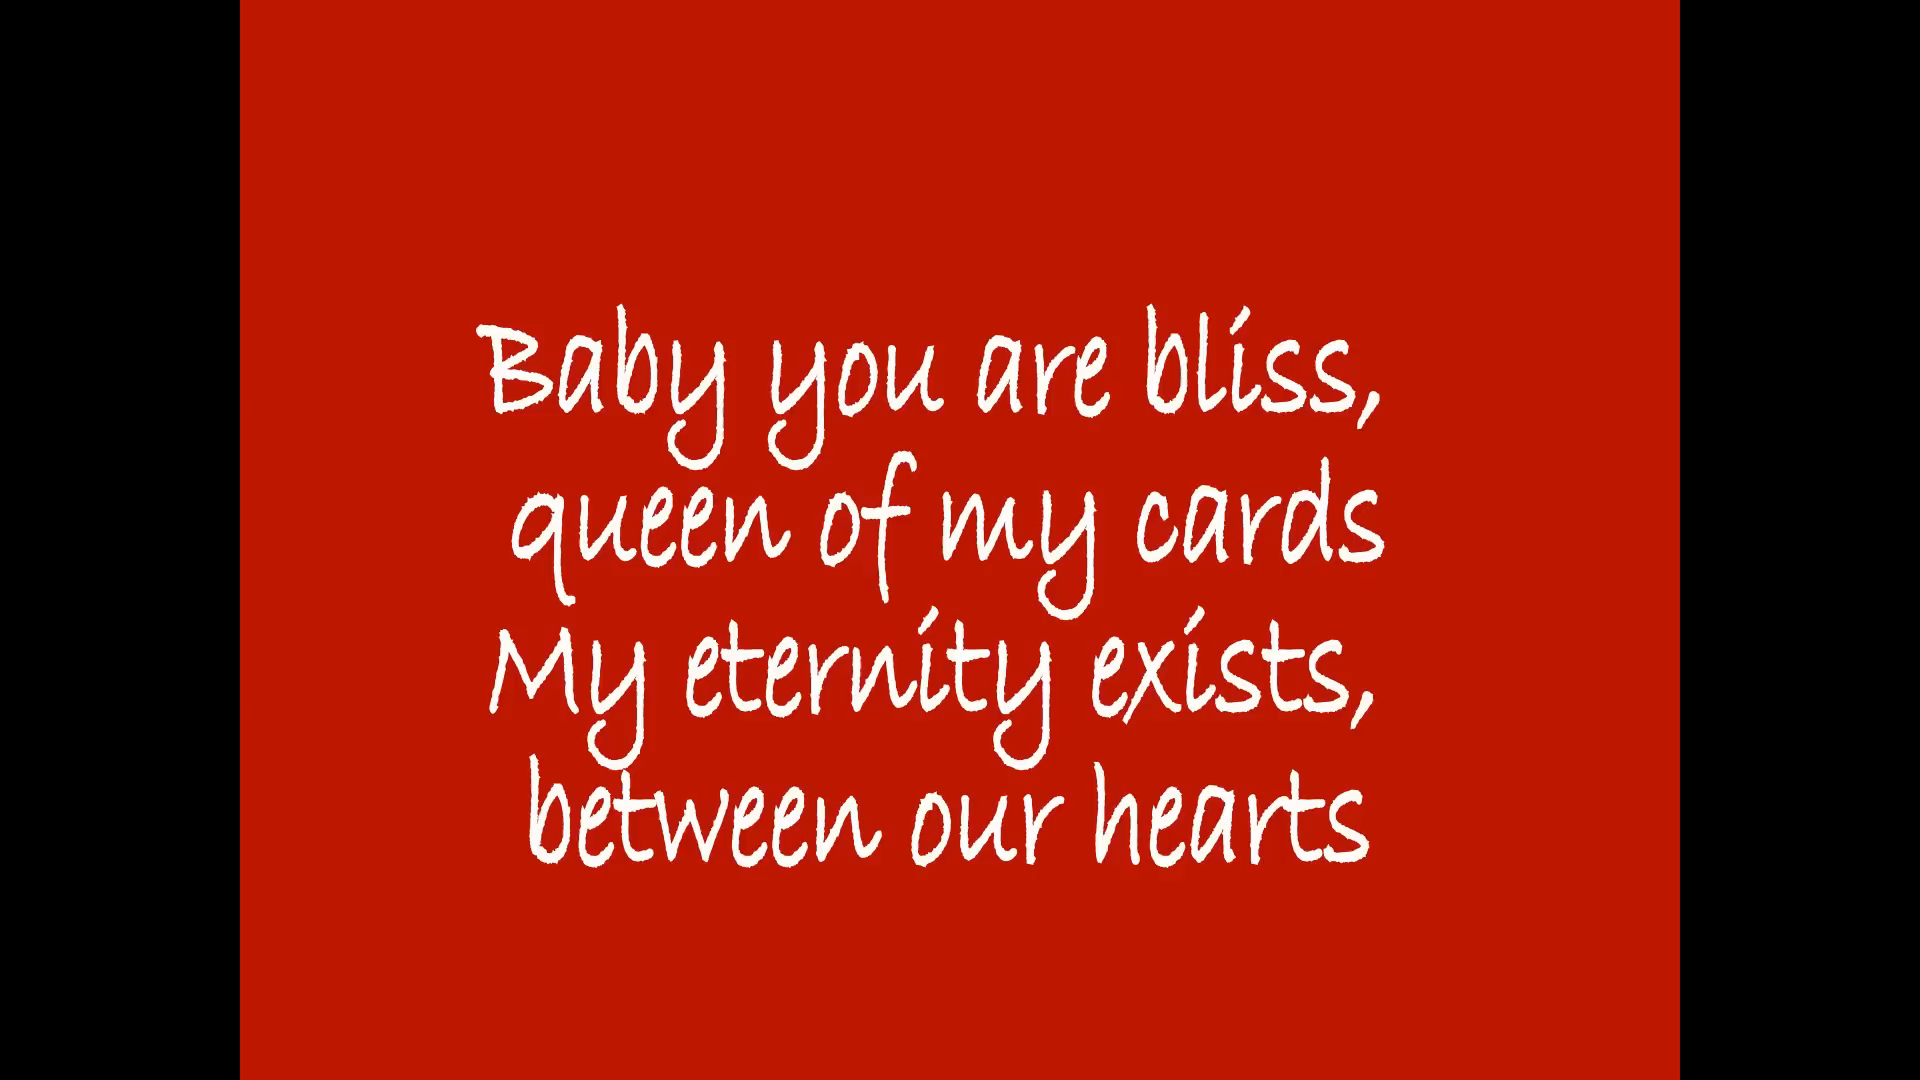 Baby you are bliss,
queen of my cards
My eternity exists,
between our hearts